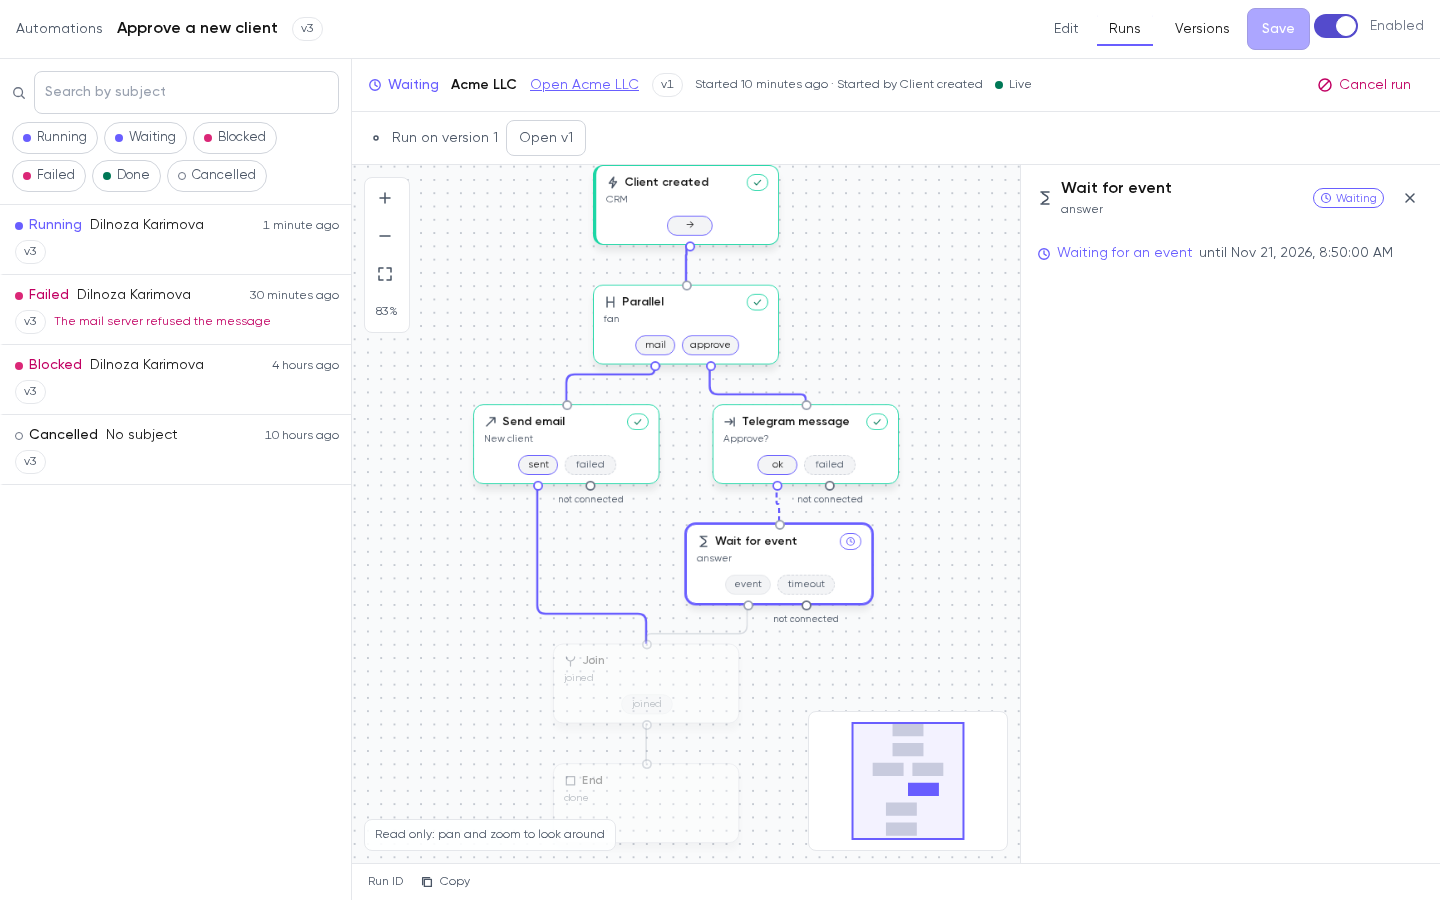 Automations Approve a new client v3 Edit Runs Versions Save Enabled
Search by subject
Running Waiting Blocked
Failed Done Cancelled
Running Dilnoza Karimova 1 minute ago
v3
Failed Dilnoza Karimova 30 minutes ago
v3 The mail server refused the message
Blocked Dilnoza Karimova 4 hours ago
v3
Cancelled No subject 10 hours ago
v3
Waiting Acme LLC Open Acme LLC v1 Started 10 minutes ago · Started by Client created Live Cancel run
Run on version 1 Open v1
83%
Client created
CRM
Parallel
fan
mail approve
Send email
New client
sent failed
not connected
Telegram message
Approve?
ok failed
not connected
Wait for event
answer
event timeout
not connected
Join
joined
joined
End
done
Read only: pan and zoom to look around
Wait for event
answer
Waiting
Waiting for an event until Nov 21, 2026, 8:50:00 AM
Run ID Copy